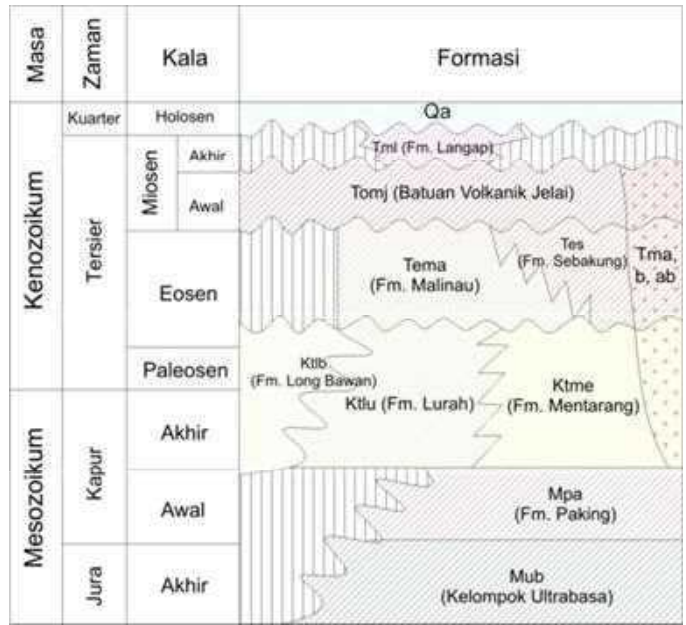 Masa
Zaman
Kala
Formasi
Kenozoikum
Kuarter
Holosen
Qa
Tersier
Miosen
Akhir
Tml (Fm. Langap)
Awal
Tomj (Batuan Volkanik Jelai)
Eosen
Tema
(Fm. Malinau)
Tes
(Fm. Sebakung)
Tma,
b, ab
Paleosen
Ktlb
(Fm. Long Bawan)
Ktlu (Fm. Lurah)
Ktme
(Fm. Mentarang)
Mesozoikum
Kapur
Akhir
Awal
Mpa
(Fm. Paking)
Jura
Akhir
Mub
(Kelompok Ultrabasa)